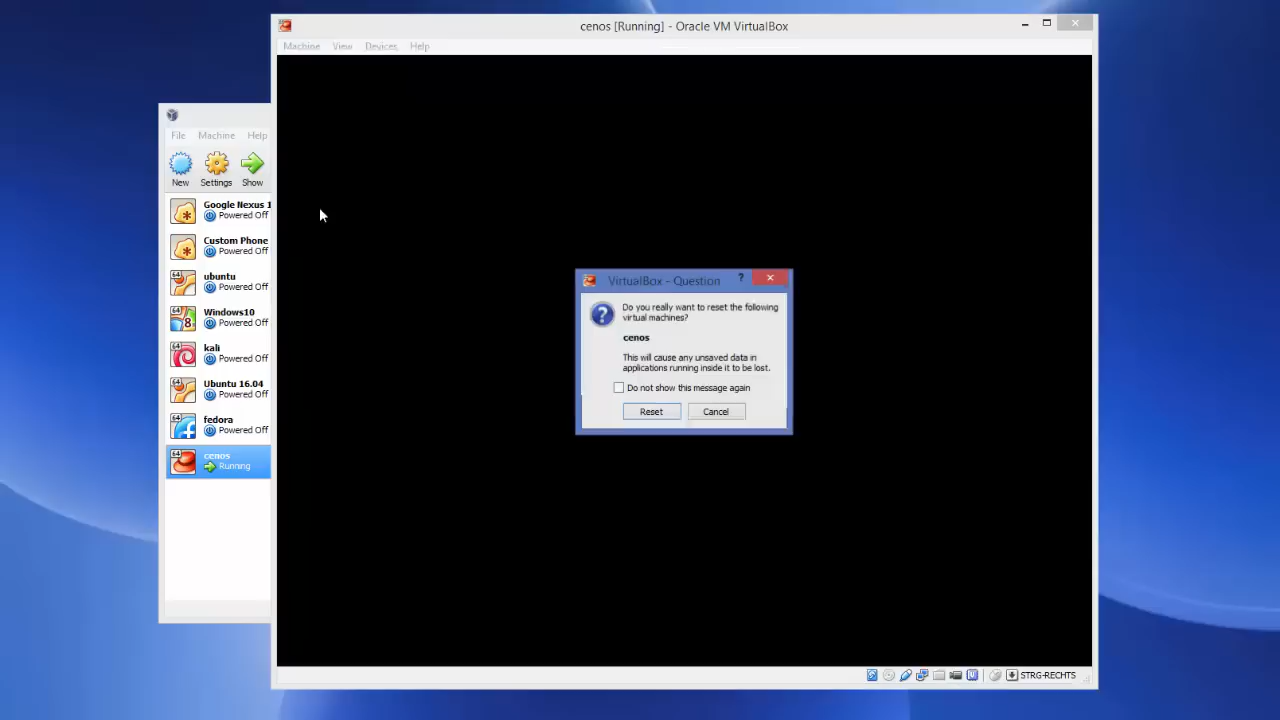 cenos [Running] - Oracle VM VirtualBox
Machine View Devices Help
File Machine Help
New Settings Show
Google Nexus 1
Powered Off
Custom Phone
Powered Off
ubuntu
Powered Off
Windows10
Powered Off
kali
Powered Off
Ubuntu 16.04
Powered Off
fedora
Powered Off
cenos
Running
VirtualBox - Question
Do you really want to reset the following
virtual machines?
cenos
This will cause any unsaved data in
applications running inside it to be lost.
Do not show this message again
Reset Cancel
STRG-RECHTS